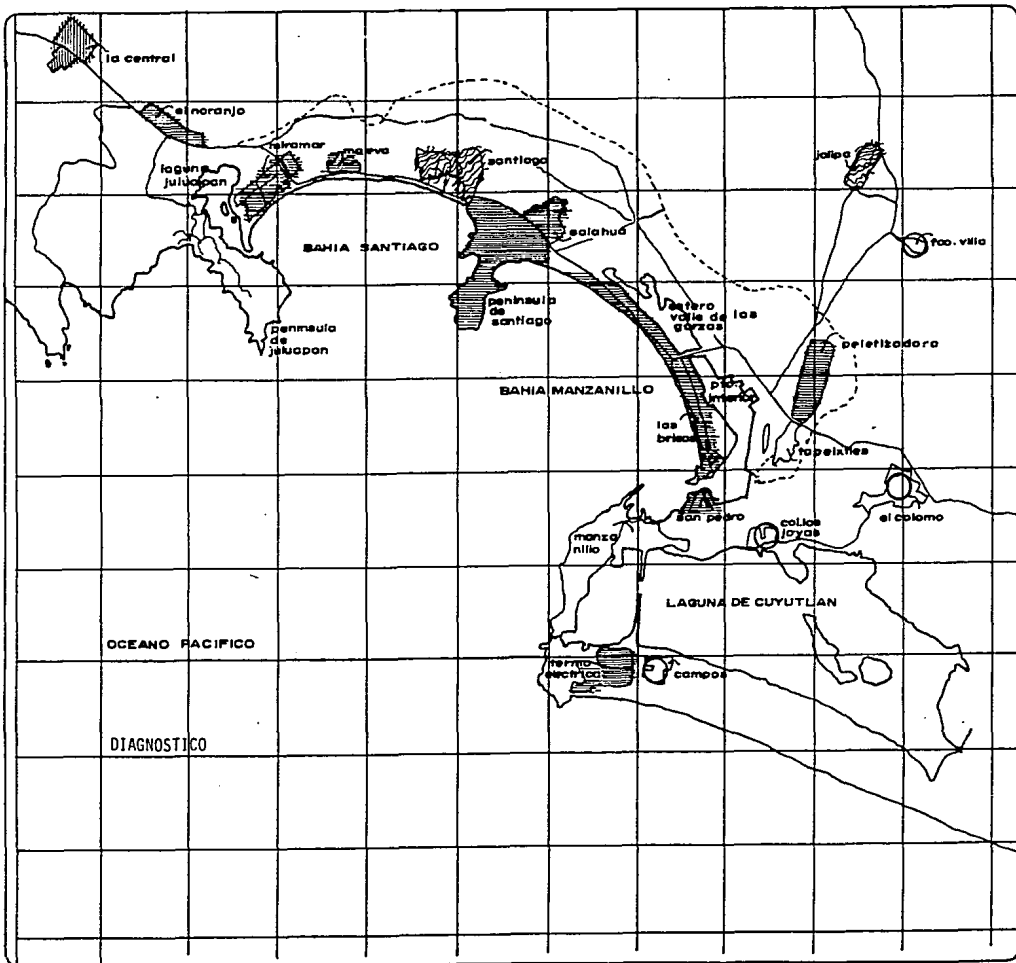 la central
el naranjo
miramar
maeva
santiago
jalipa
laguna
juluapan
salahua
fco. villa
BAHIA SANTIAGO
peninsula
de
santiago
estero
valle de las
garzas
peninsula
de
juluapan
peletizadora
BAHIA MANZANILLO
pto.
interior
las
brisas
tapeixtles
san pedro
col. los
joyas
el colomo
manza
nillo
LAGUNA DE CUYUTLAN
OCEANO PACIFICO
termo
electrica
campos
DIAGNOSTICO